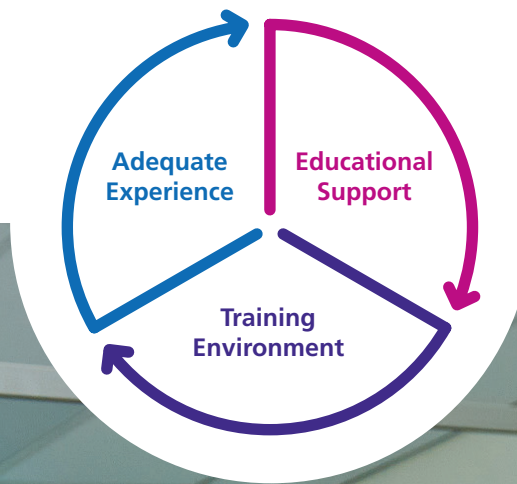 Adequate
Experience
Educational
Support
Training
Environment